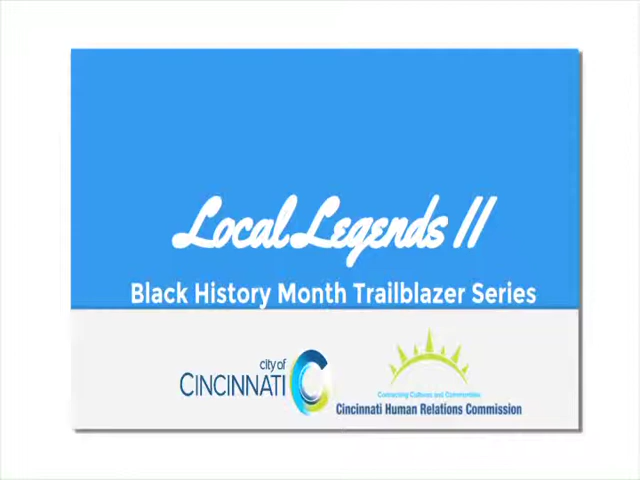 Local Legends II
Black History Month Trailblazer Series
city of
CINCINNATI
Connecting Cultures and Communities
Cincinnati Human Relations Commission